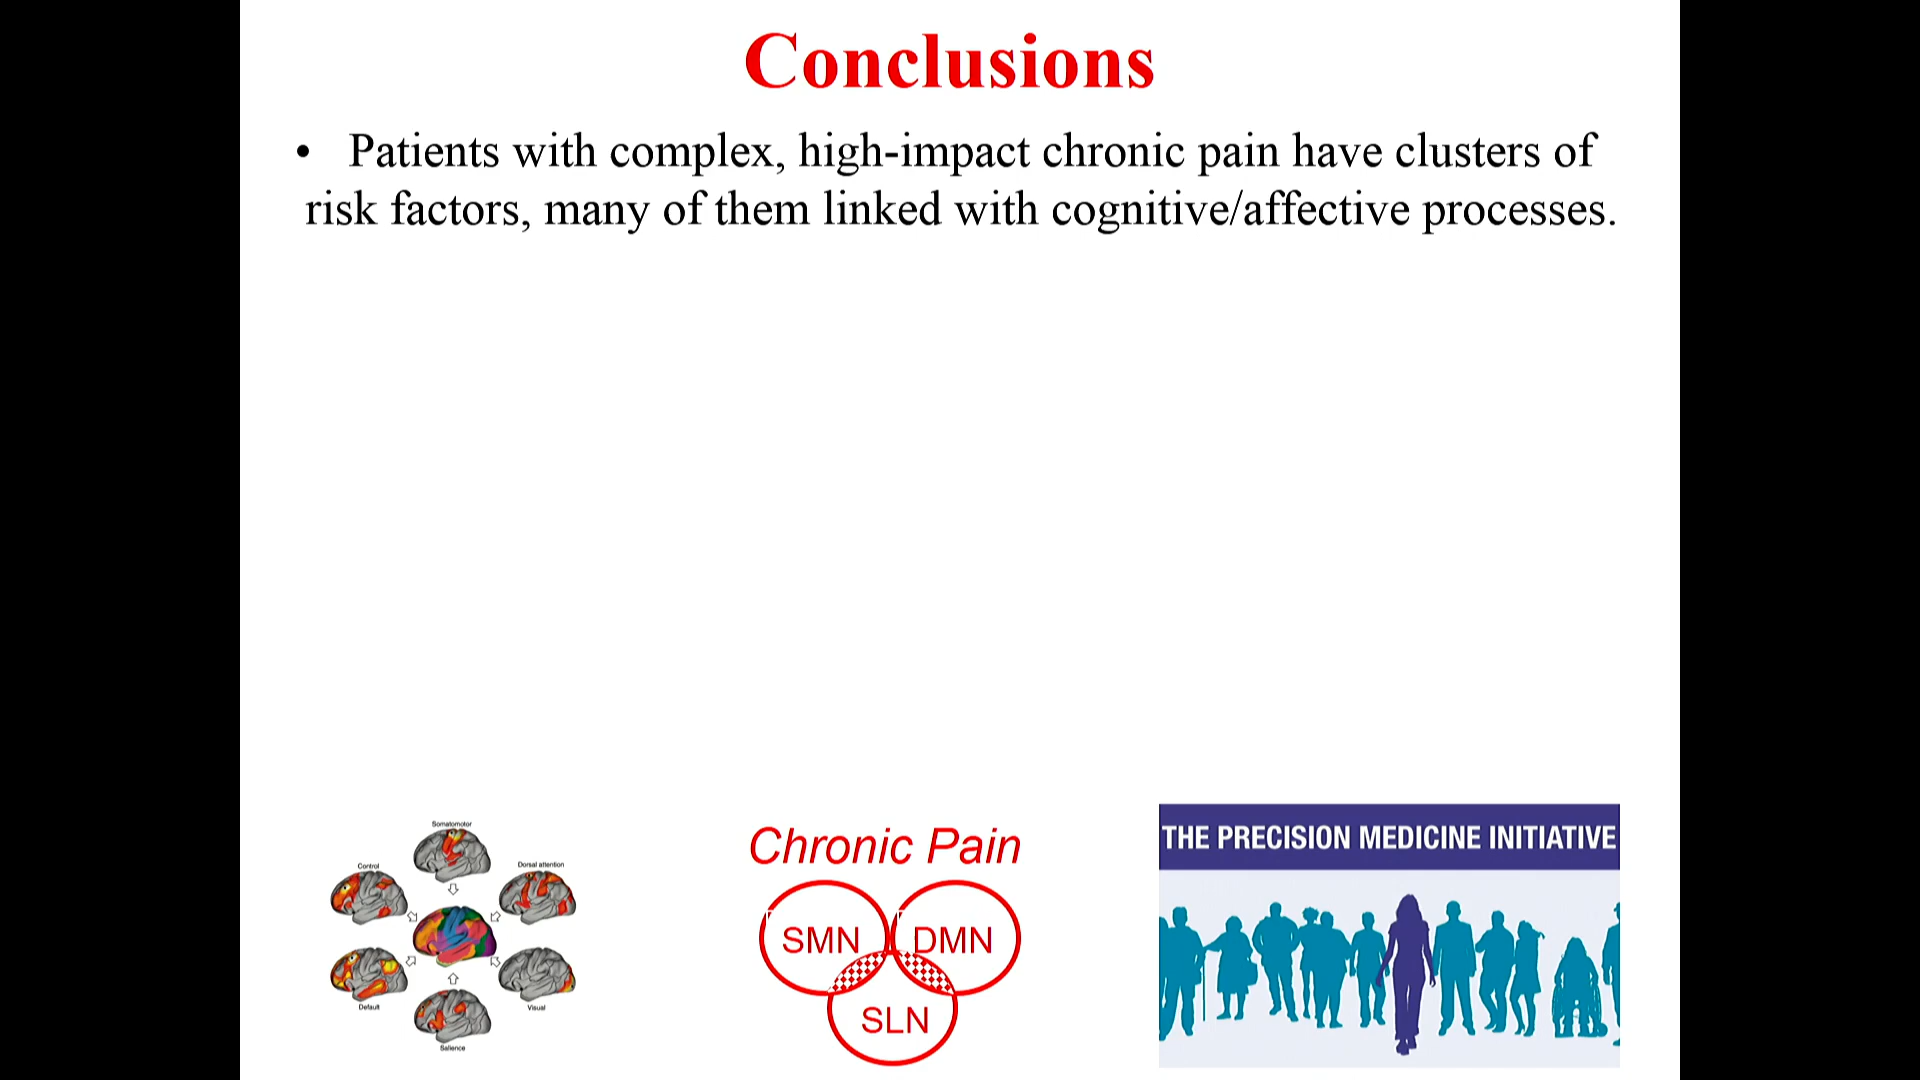 Conclusions
• Patients with complex, high-impact chronic pain have clusters of
risk factors, many of them linked with cognitive/affective processes.
Somatomotor
Control
Dorsal attention
Default
Visual
Salience
Chronic Pain
SMN
DMN
SLN
THE PRECISION MEDICINE INITIATIVE